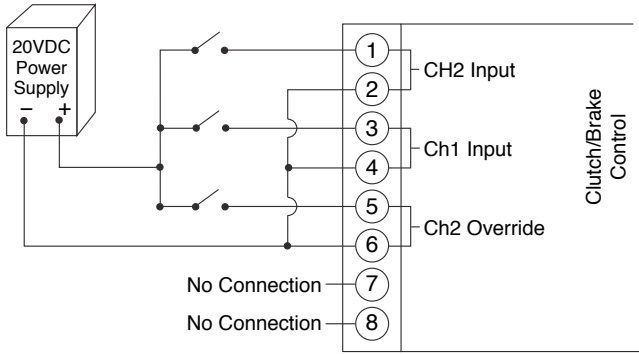 20VDC
Power
Supply
− +
1
2
CH2 Input
3
4
Ch1 Input
5
6
Ch2 Override
No Connection 7
No Connection 8
Clutch/Brake
Control